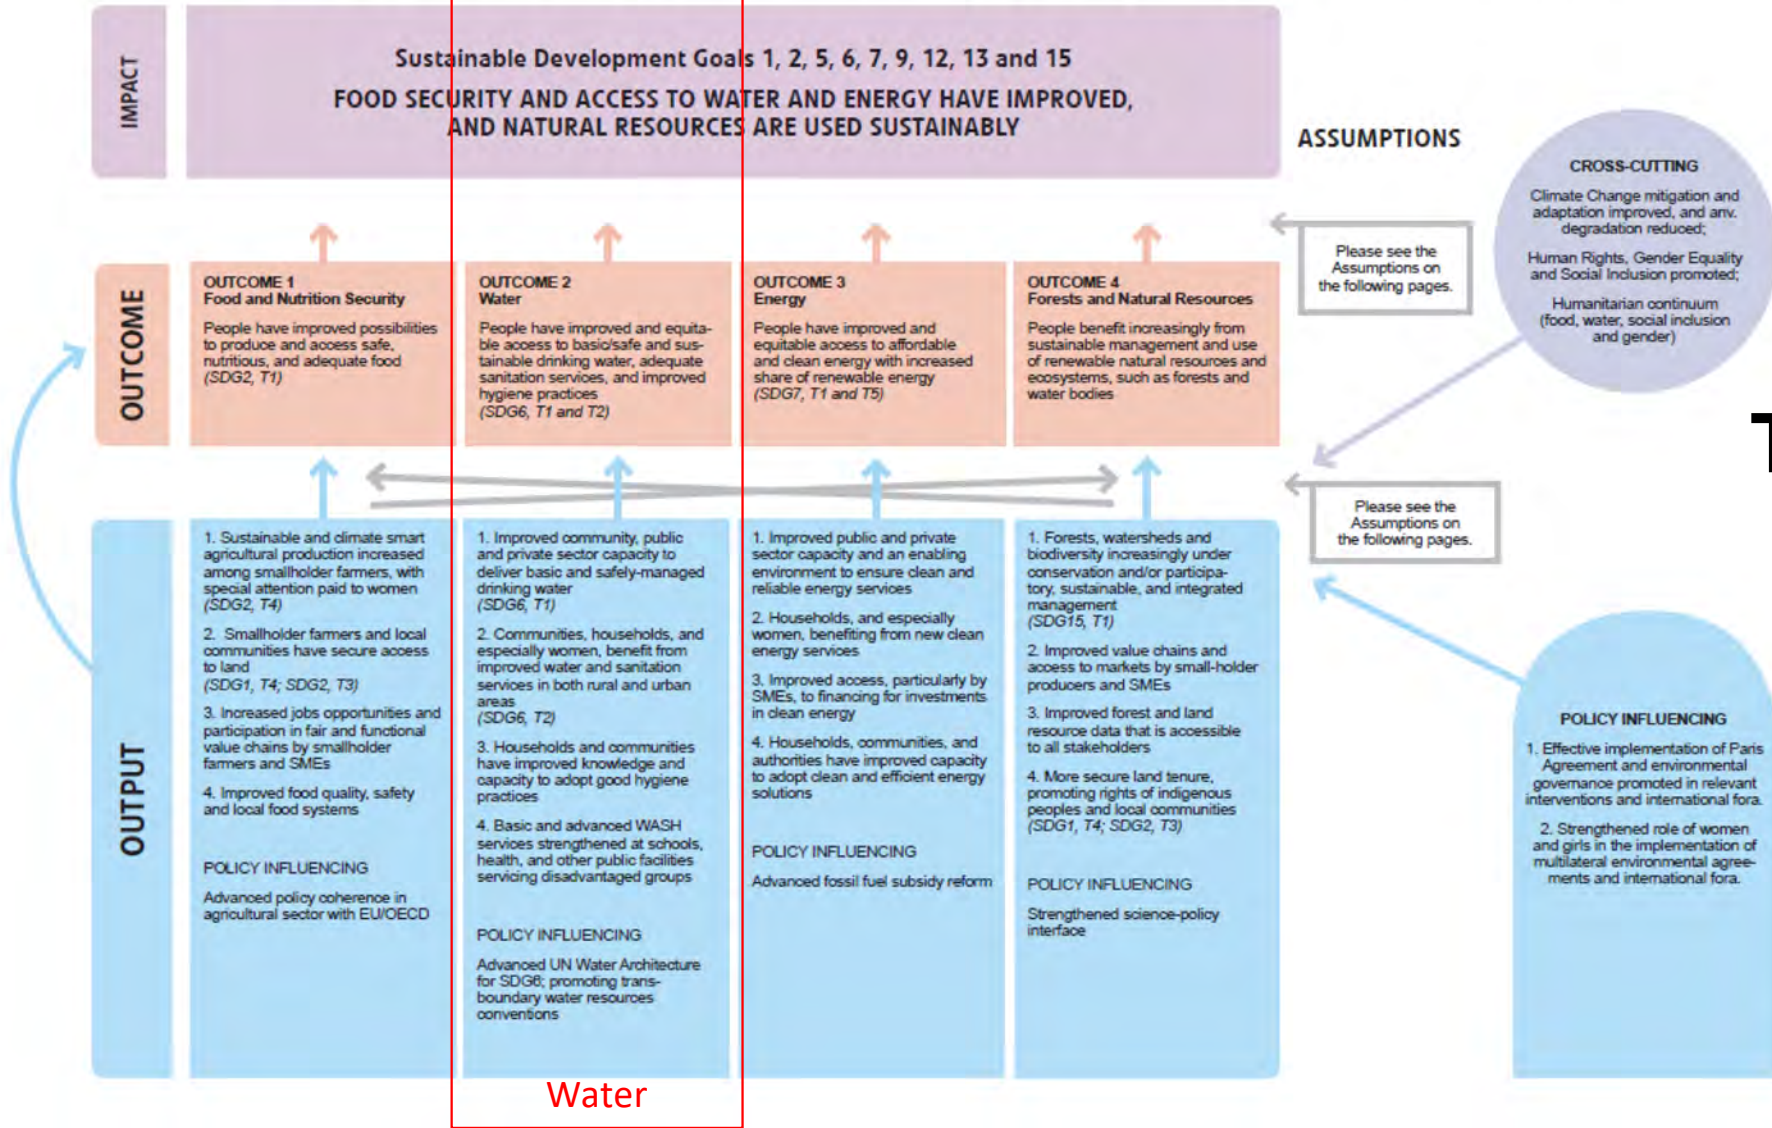 IMPACT
Sustainable Development Goals 1, 2, 5, 6, 7, 9, 12, 13 and 15
FOOD SECURITY AND ACCESS TO WATER AND ENERGY HAVE IMPROVED,
AND NATURAL RESOURCES ARE USED SUSTAINABLY
ASSUMPTIONS
CROSS-CUTTING
Climate Change mitigation and
adaptation improved, and anv.
degradation reduced;
Human Rights, Gender Equality
and Social Inclusion promoted;
Humanitarian continuum
(food, water, social inclusion
and gender)
Please see the
Assumptions on
the following pages.
OUTCOME
OUTCOME 1
Food and Nutrition Security
People have improved possibilities
to produce and access safe,
nutritious, and adequate food
(SDG2, T1)
OUTCOME 2
Water
People have improved and equita-
ble access to basic/safe and sus-
tainable drinking water, adequate
sanitation services, and improved
hygiene practices
(SDG6, T1 and T2)
OUTCOME 3
Energy
People have improved and
equitable access to affordable
and clean energy with increased
share of renewable energy
(SDG7, T1 and T5)
OUTCOME 4
Forests and Natural Resources
People benefit increasingly from
sustainable management and use
of renewable natural resources and
ecosystems, such as forests and
water bodies
T
Please see the
Assumptions on
the following pages.
OUTPUT
1. Sustainable and climate smart
agricultural production increased
among smallholder farmers, with
special attention paid to women
(SDG2, T4)
2. Smallholder farmers and local
communities have secure access
to land
(SDG1, T4; SDG2, T3)
3. Increased jobs opportunities and
participation in fair and functional
value chains by smallholder
farmers and SMEs
4. Improved food quality, safety
and local food systems
POLICY INFLUENCING
Advanced policy coherence in
agricultural sector with EU/OECD
1. Improved community, public
and private sector capacity to
deliver basic and safely-managed
drinking water
(SDG6, T1)
2. Communities, households, and
especially women, benefit from
improved water and sanitation
services in both rural and urban
areas
(SDG6, T2)
3. Households and communities
have improved knowledge and
capacity to adopt good hygiene
practices
4. Basic and advanced WASH
services strengthened at schools,
health, and other public facilities
servicing disadvantaged groups
POLICY INFLUENCING
Advanced UN Water Architecture
for SDG6; promoting trans-
boundary water resources
conventions
Water
1. Improved public and private
sector capacity and an enabling
environment to ensure clean and
reliable energy services
2. Households, and especially
women, benefiting from new clean
energy services
3. Improved access, particularly by
SMEs, to financing for investments
in clean energy
4. Households, communities, and
authorities have improved capacity
to adopt clean and efficient energy
solutions
POLICY INFLUENCING
Advanced fossil fuel subsidy reform
1. Forests, watersheds and
biodiversity increasingly under
conservation and/or participa-
tory, sustainable, and integrated
management
(SDG15, T1)
2. Improved value chains and
access to markets by small-holder
producers and SMEs
3. Improved forest and land
resource data that is accessible
to all stakeholders
4. More secure land tenure,
promoting rights of indigenous
peoples and local communities
(SDG1, T4; SDG2, T3)
POLICY INFLUENCING
Strengthened science-policy
interface
POLICY INFLUENCING
1. Effective implementation of Paris
Agreement and environmental
governance promoted in relevant
interventions and international fora.
2. Strengthened role of women
and girls in the implementation of
multilateral environmental agree-
ments and international fora.